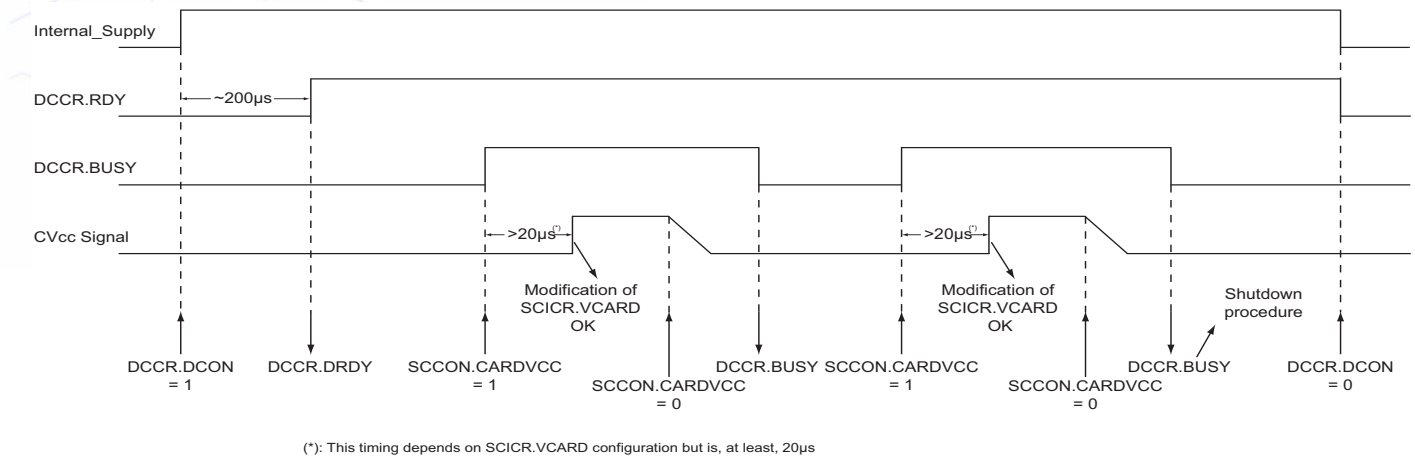 Internal_Supply
DCCR.RDY
~200µs
DCCR.BUSY
CVcc Signal
>20µs(*)
>20µs(*)
Modification of
SCICR.VCARD
OK
Modification of
SCICR.VCARD
OK
Shutdown
procedure
DCCR.DCON
= 1
DCCR.DRDY
SCCON.CARDVCC
= 1
SCCON.CARDVCC
= 0
DCCR.BUSY
SCCON.CARDVCC
= 1
SCCON.CARDVCC
= 0
DCCR.BUSY
DCCR.DCON
= 0
(*): This timing depends on SCICR.VCARD configuration but is, at least, 20µs